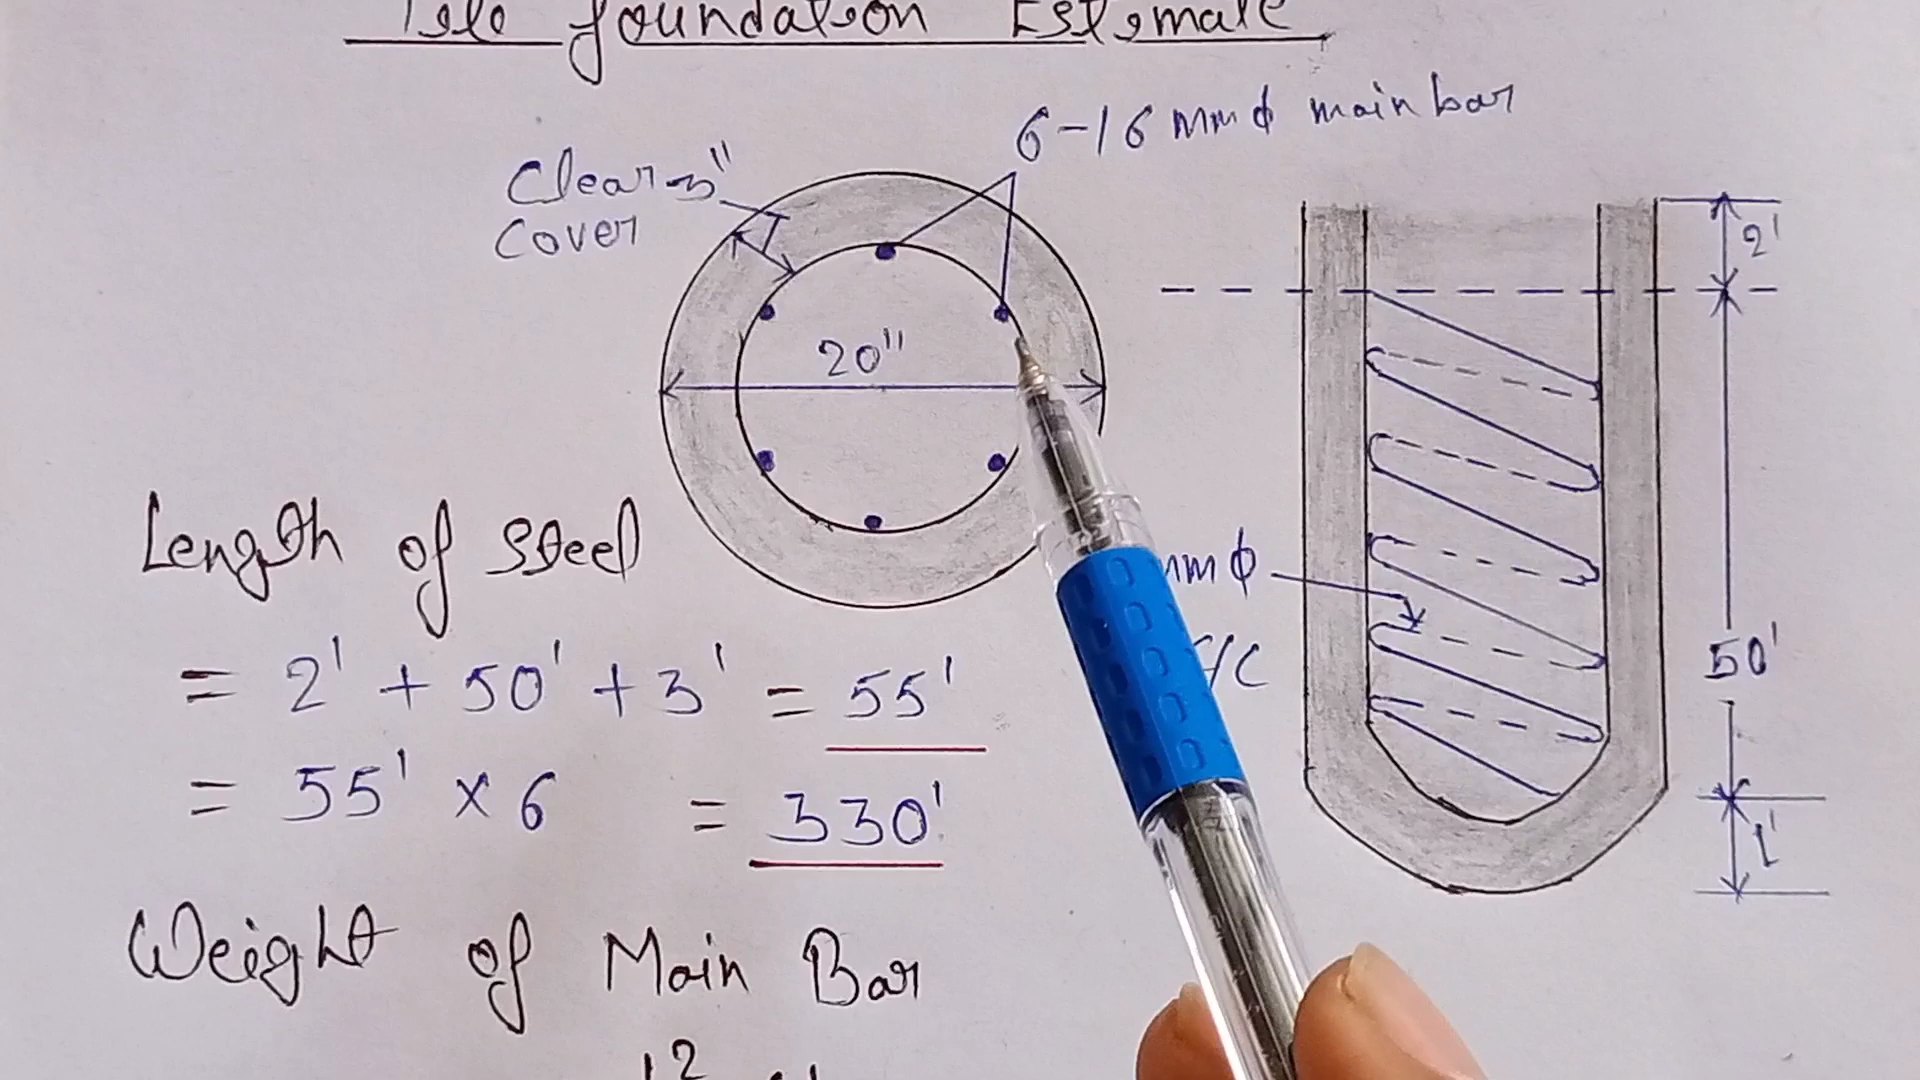 Pile foundation Estimate
6-16 mm ϕ main bar
Clear 3"
cover
20"
2'
mm ϕ
C/C
50'
1'
Length of Steel
= 2' + 50' + 3' = 55'
= 55' x 6 = 330'
Weight of Main Bar